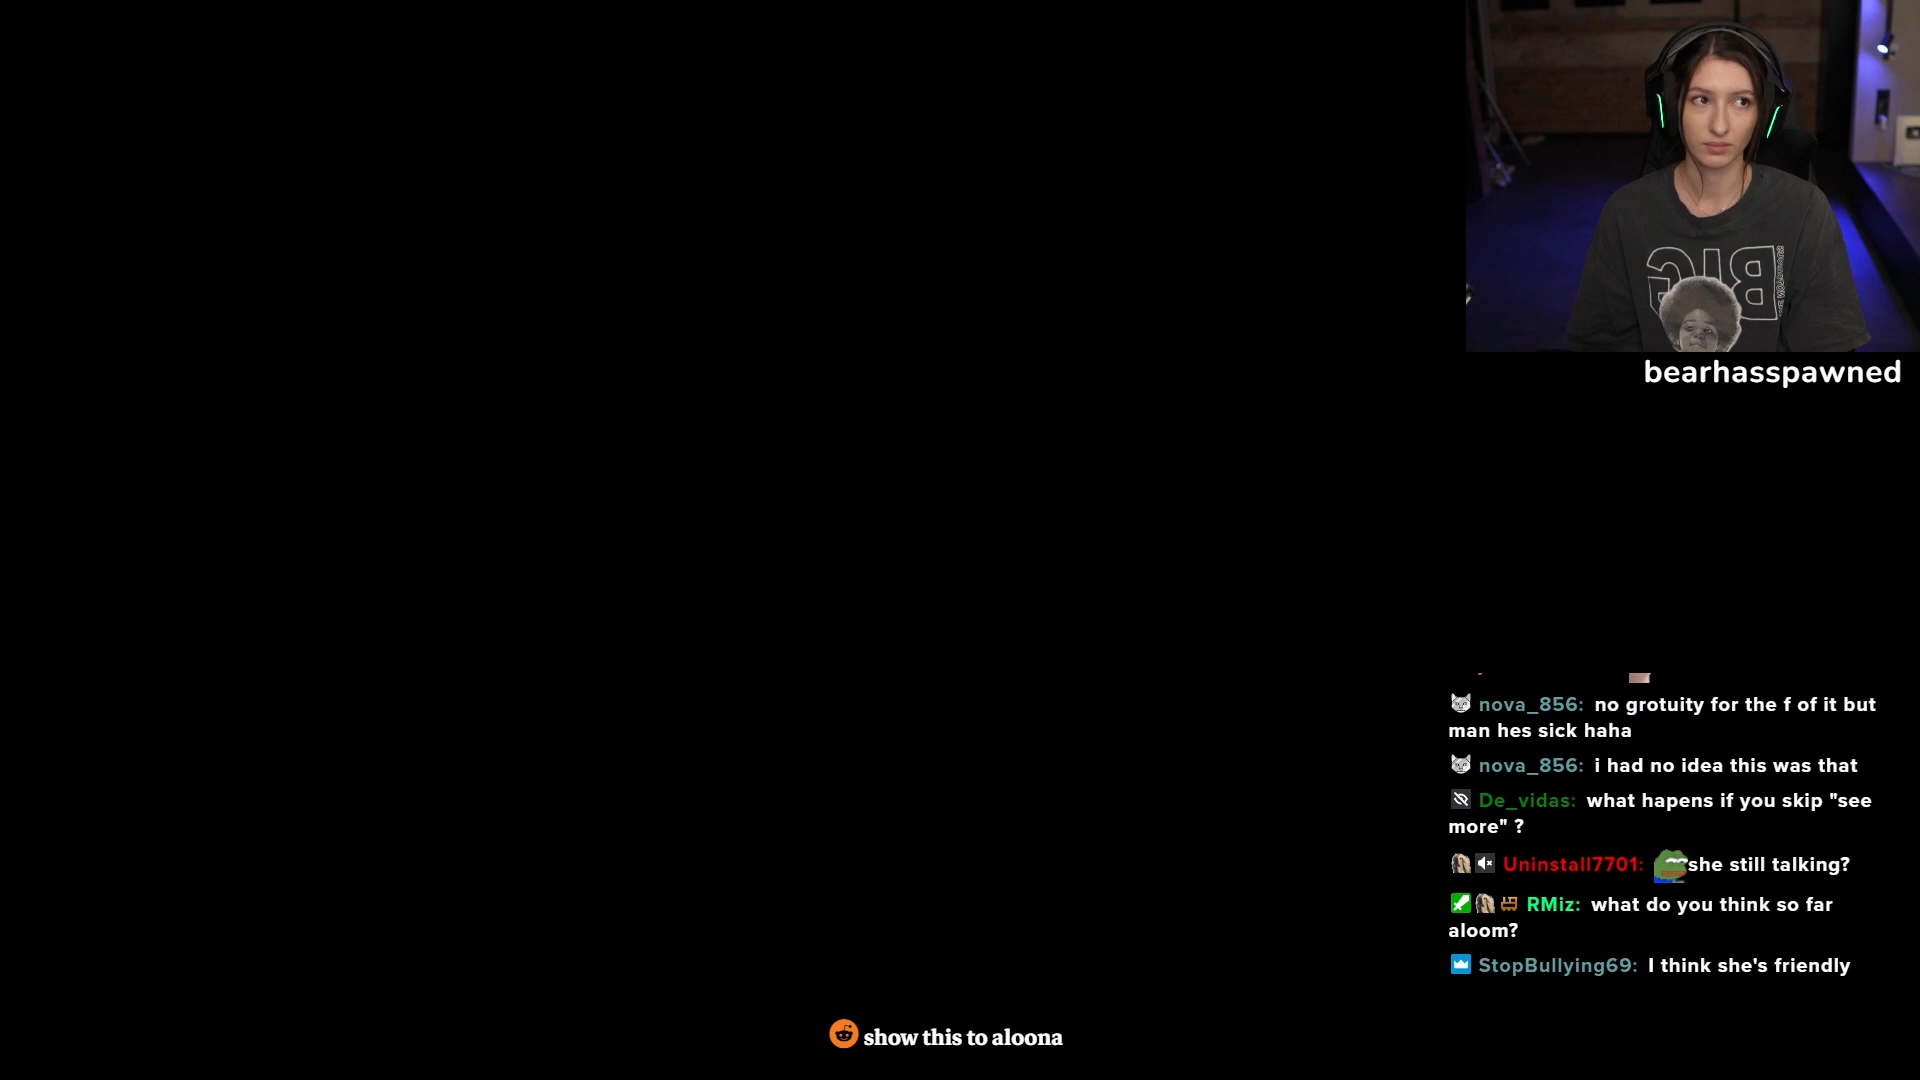 BIG
bearhasspawned
nova_856: no grotuity for the f of it but
man hes sick haha
nova_856: i had no idea this was that
De_vidas: what hapens if you skip "see
more" ?
Uninstall7701: she still talking?
RMiz: what do you think so far
aloom?
StopBullying69: I think she's friendly
show this to aloona